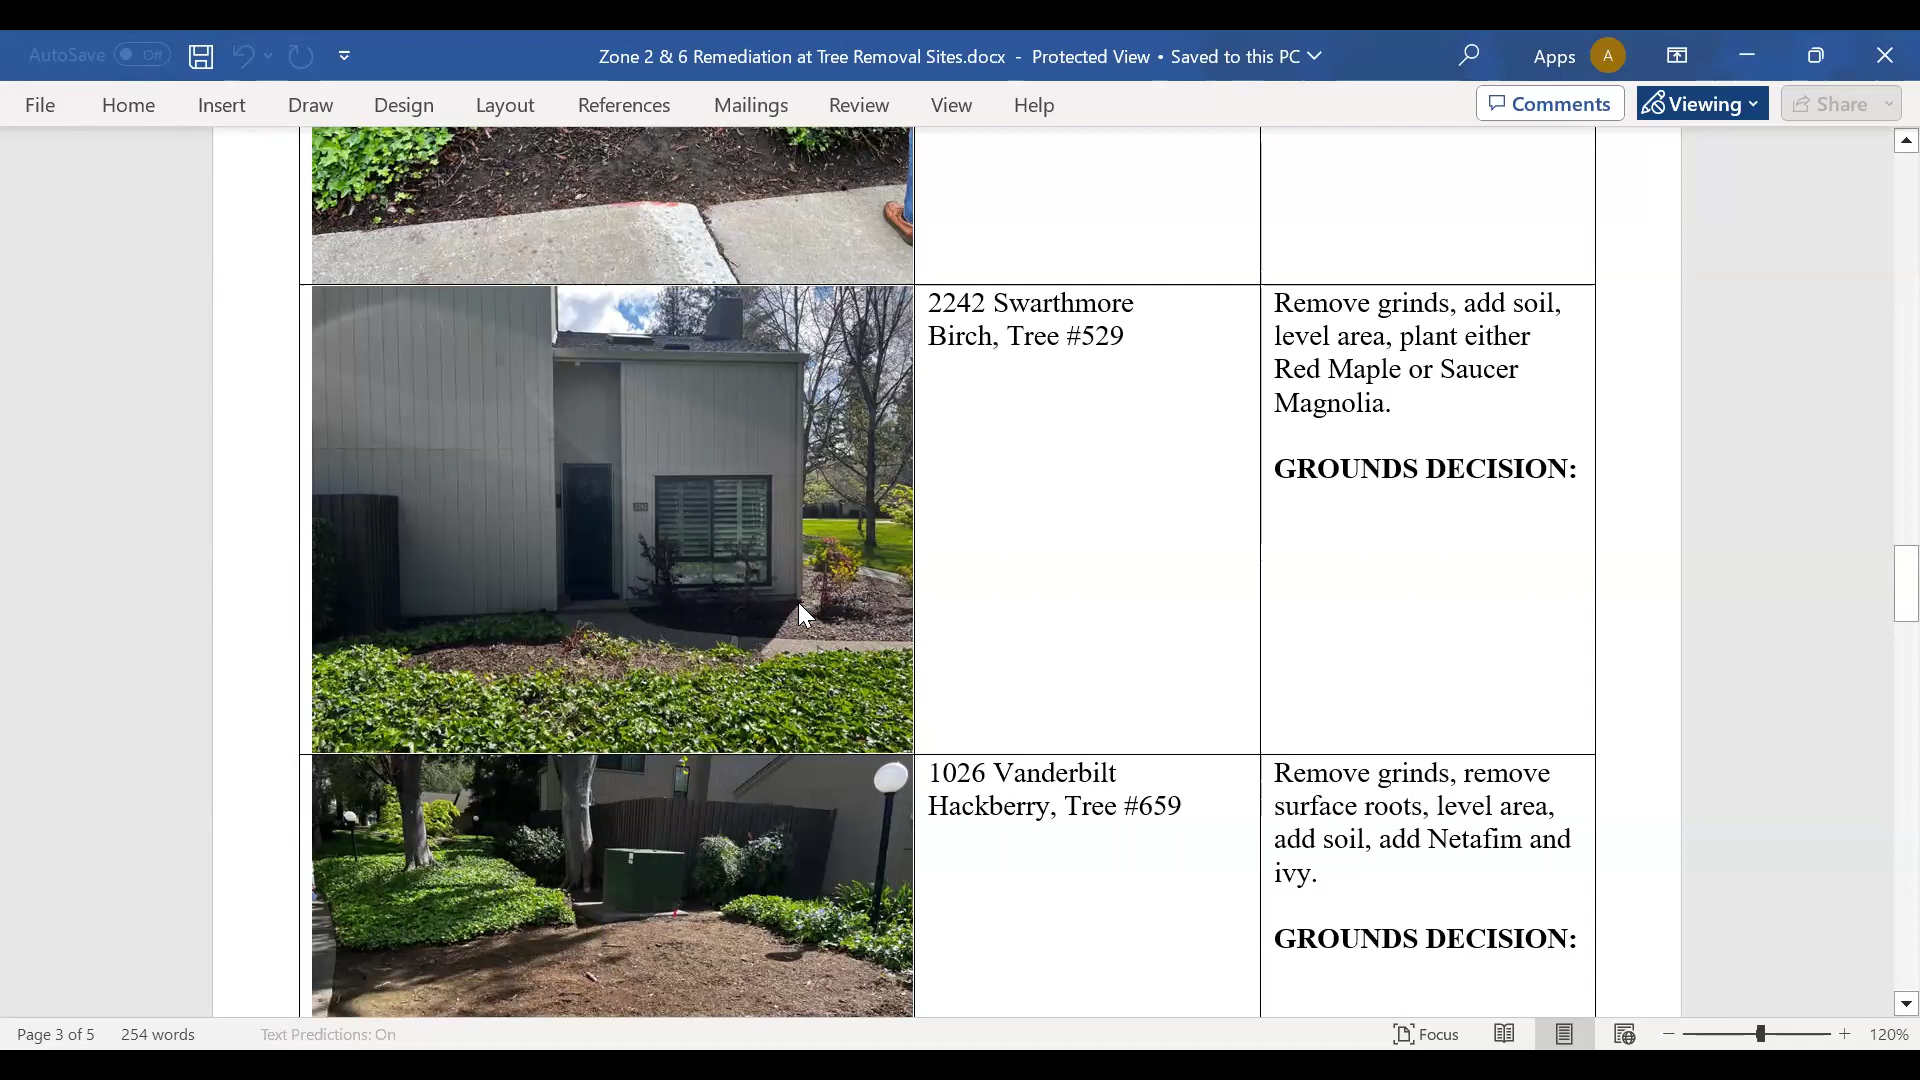 AutoSave Off
Zone 2 & 6 Remediation at Tree Removal Sites.docx - Protected View • Saved to this PC
Apps A
File Home Insert Draw Design Layout References Mailings Review View Help
Comments Viewing Share
2242 Swarthmore
Birch, Tree #529
Remove grinds, add soil,
level area, plant either
Red Maple or Saucer
Magnolia.
GROUNDS DECISION:
1026 Vanderbilt
Hackberry, Tree #659
Remove grinds, remove
surface roots, level area,
add soil, add Netafim and
ivy.
GROUNDS DECISION:
Page 3 of 5 254 words Text Predictions: On Focus 120%